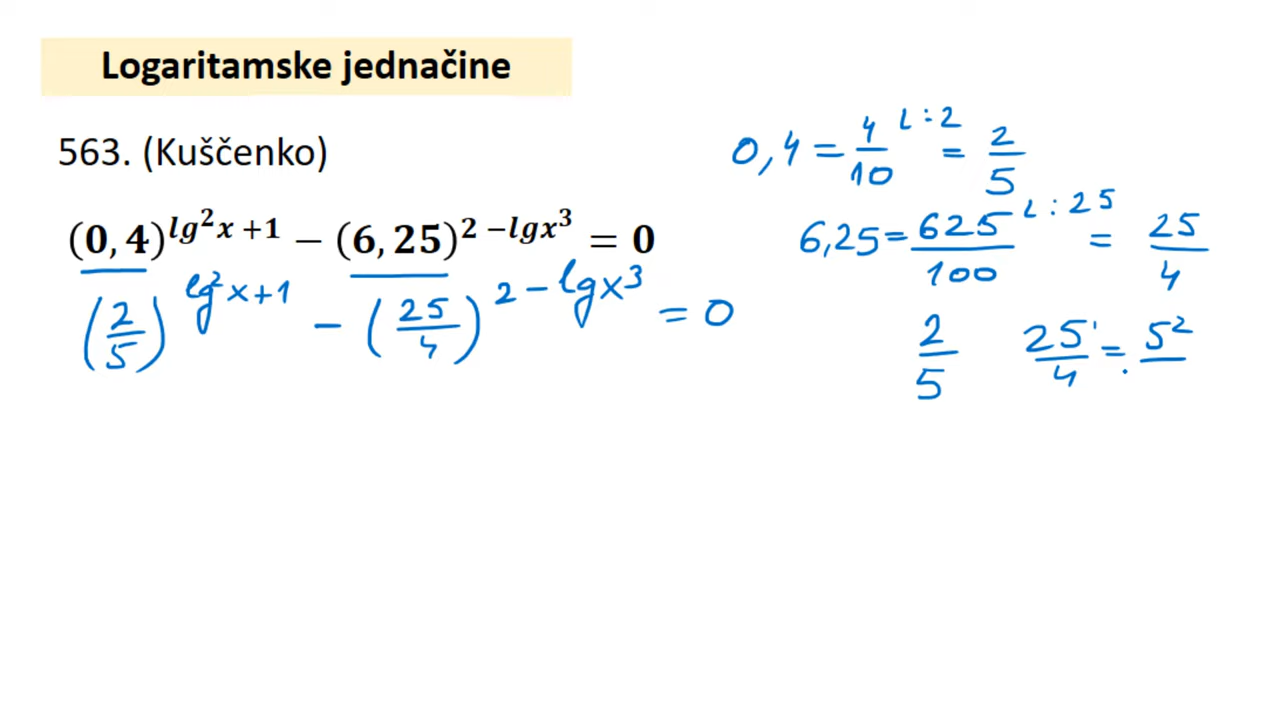 Logaritamske jednačine
563. (Kuščenko)
(0,4)^{lg²x +1} − (6,25)^{2 −lgx³} = 0
(2/5)^{lg²x+1} − (25/4)^{2−lgx³} = 0
0,4 = 4/10 ^{L:2} = 2/5
6,25 = 625/100 ^{L:25} = 25/4
2/5 25/4 = 5²/